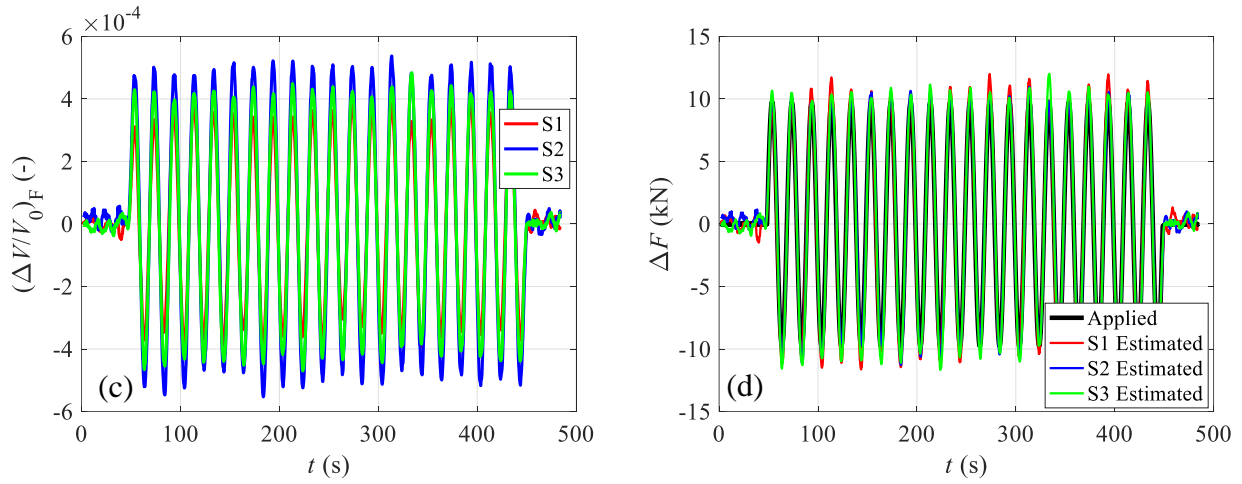 ×10⁻⁴
6
4
2
0
-2
-4
-6
(ΔV/V₀)F (-)
S1
S2
S3
(c)
0 100 200 300 400 500
t (s)
15
10
5
0
-5
-10
-15
ΔF (kN)
Applied
S1 Estimated
S2 Estimated
S3 Estimated
(d)
0 100 200 300 400 500
t (s)